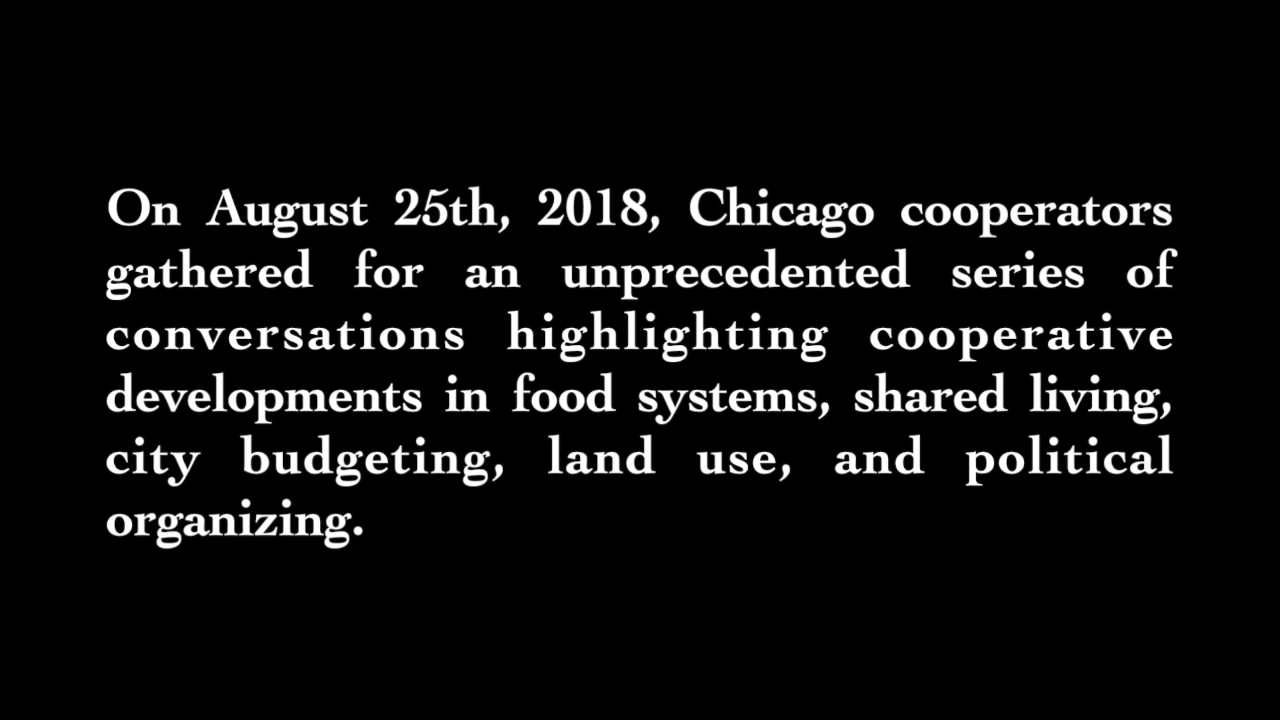 On August 25th, 2018, Chicago cooperators
gathered for an unprecedented series of
conversations highlighting cooperative
developments in food systems, shared living,
city budgeting, land use, and political
organizing.